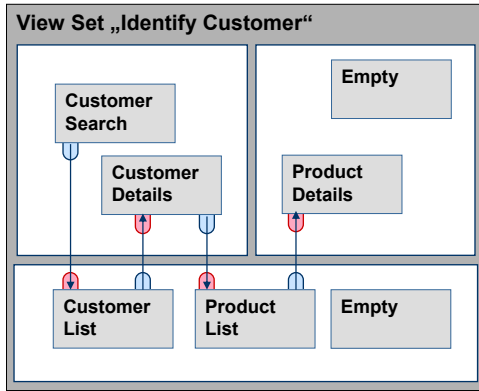 View Set „Identify Customer“
Customer
Search
Customer
Details
Empty
Product
Details
Customer
List
Product
List
Empty